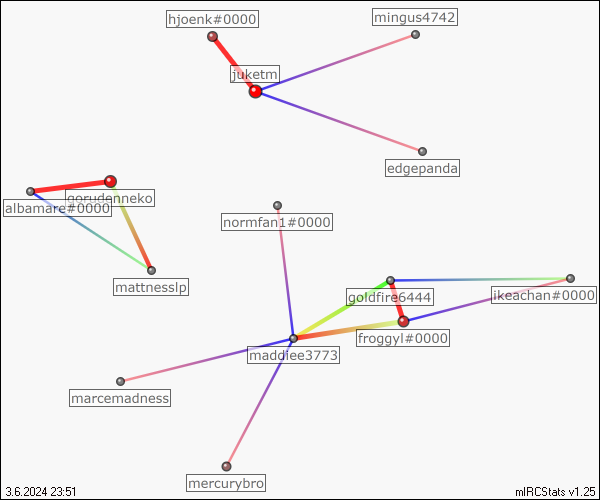 hjoenk#0000
mingus4742
juketm
edgepanda
gorudenneko
albamare#0000
normfan1#0000
mattnesslp
goldfire6444
ikeachan#0000
froggyl#0000
maddiee3773
marcemadness
mercurybro
3.6.2024 23:51
mIRCStats v1.25